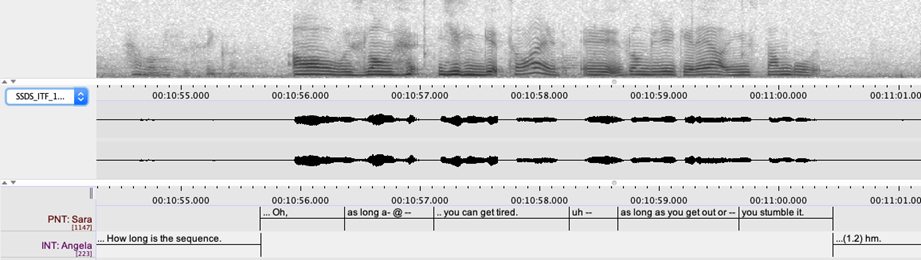 SSDS_ITF_1...
00:10:55.000 00:10:56.000 00:10:57.000 00:10:58.000 00:10:59.000 00:11:00.000 00:11:01.00
00:10:55.000 00:10:56.000 00:10:57.000 00:10:58.000 00:10:59.000 00:11:00.000 00:11:01.00
PNT: Sara
[1147]
... Oh, as long a- @ -- .. you can get tired. uh -- as long as you get out or -- you stumble it.
INT: Angela
[223]
... How long is the sequence. ...(1.2) hm.